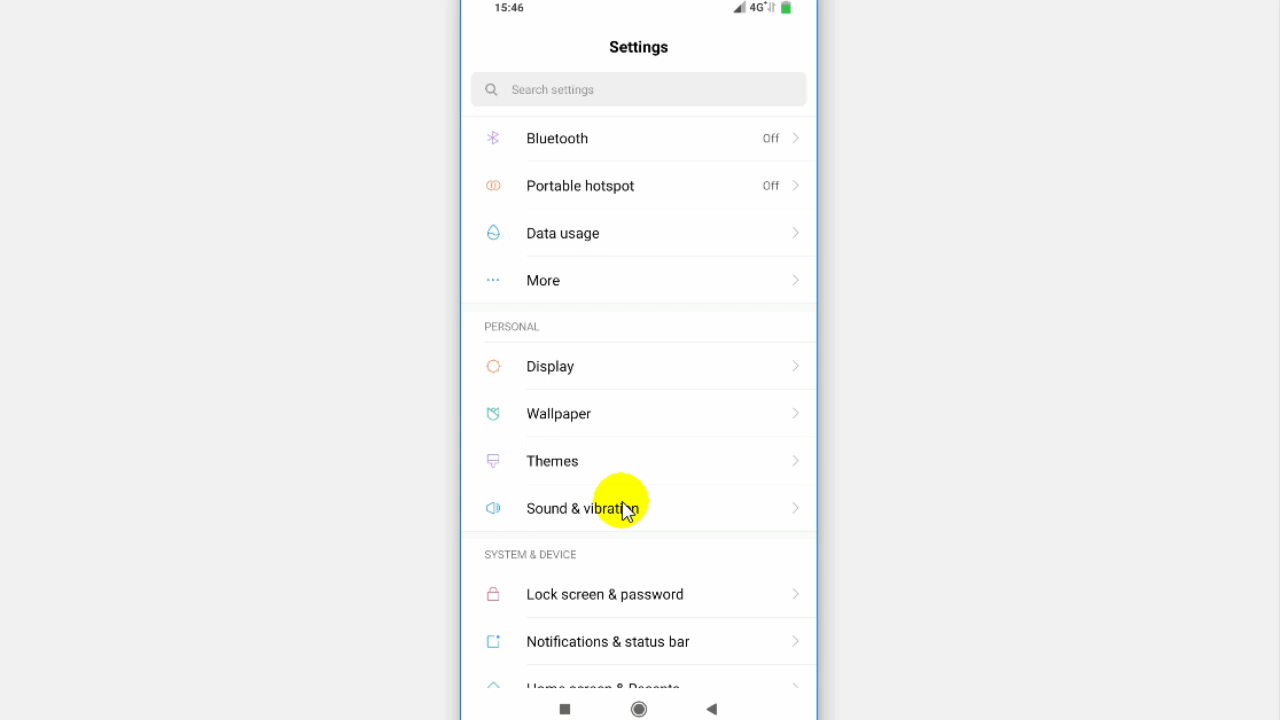 15:46
4G+
Settings
Search settings
Bluetooth Off
Portable hotspot Off
Data usage
More
PERSONAL
Display
Wallpaper
Themes
Sound & vibration
SYSTEM & DEVICE
Lock screen & password
Notifications & status bar
Home screen & Recents